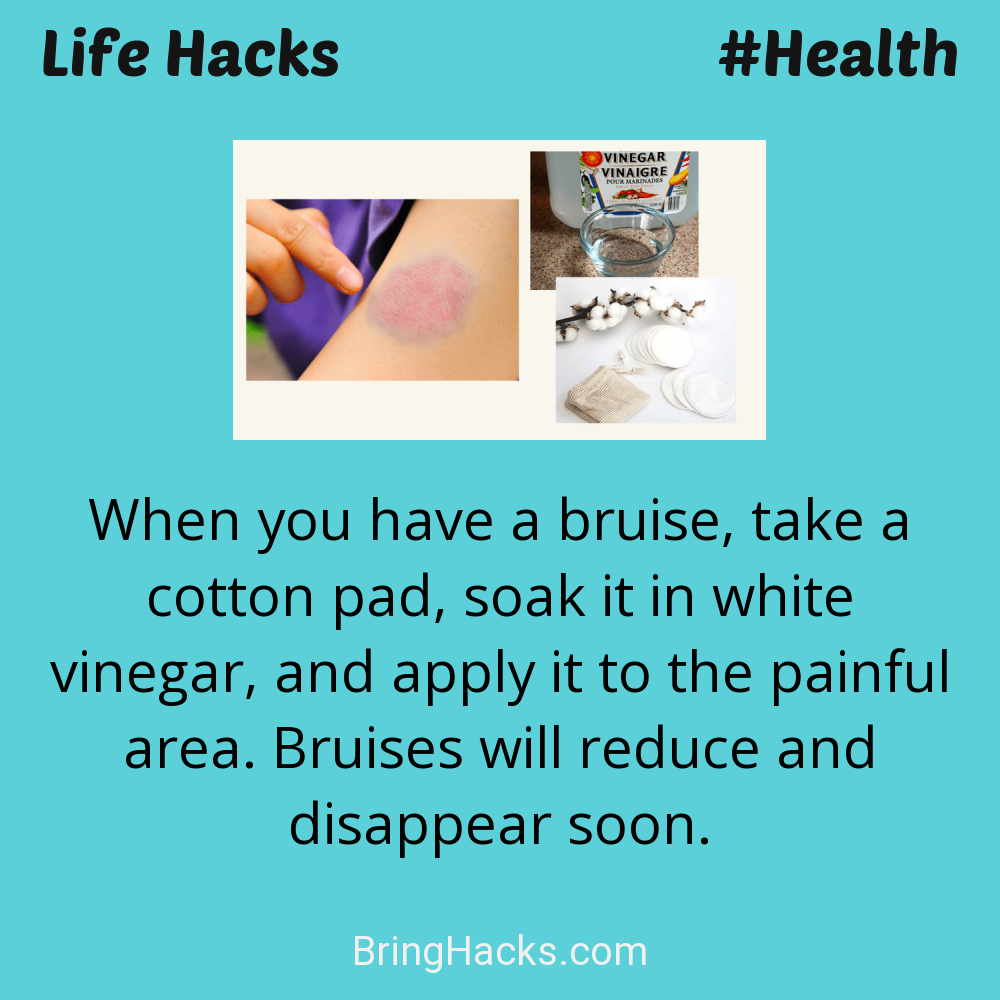 Life Hacks
#Health
VINEGAR
VINAIGRE
POUR MARINADES
When you have a bruise, take a
cotton pad, soak it in white
vinegar, and apply it to the painful
area. Bruises will reduce and
disappear soon.
BringHacks.com